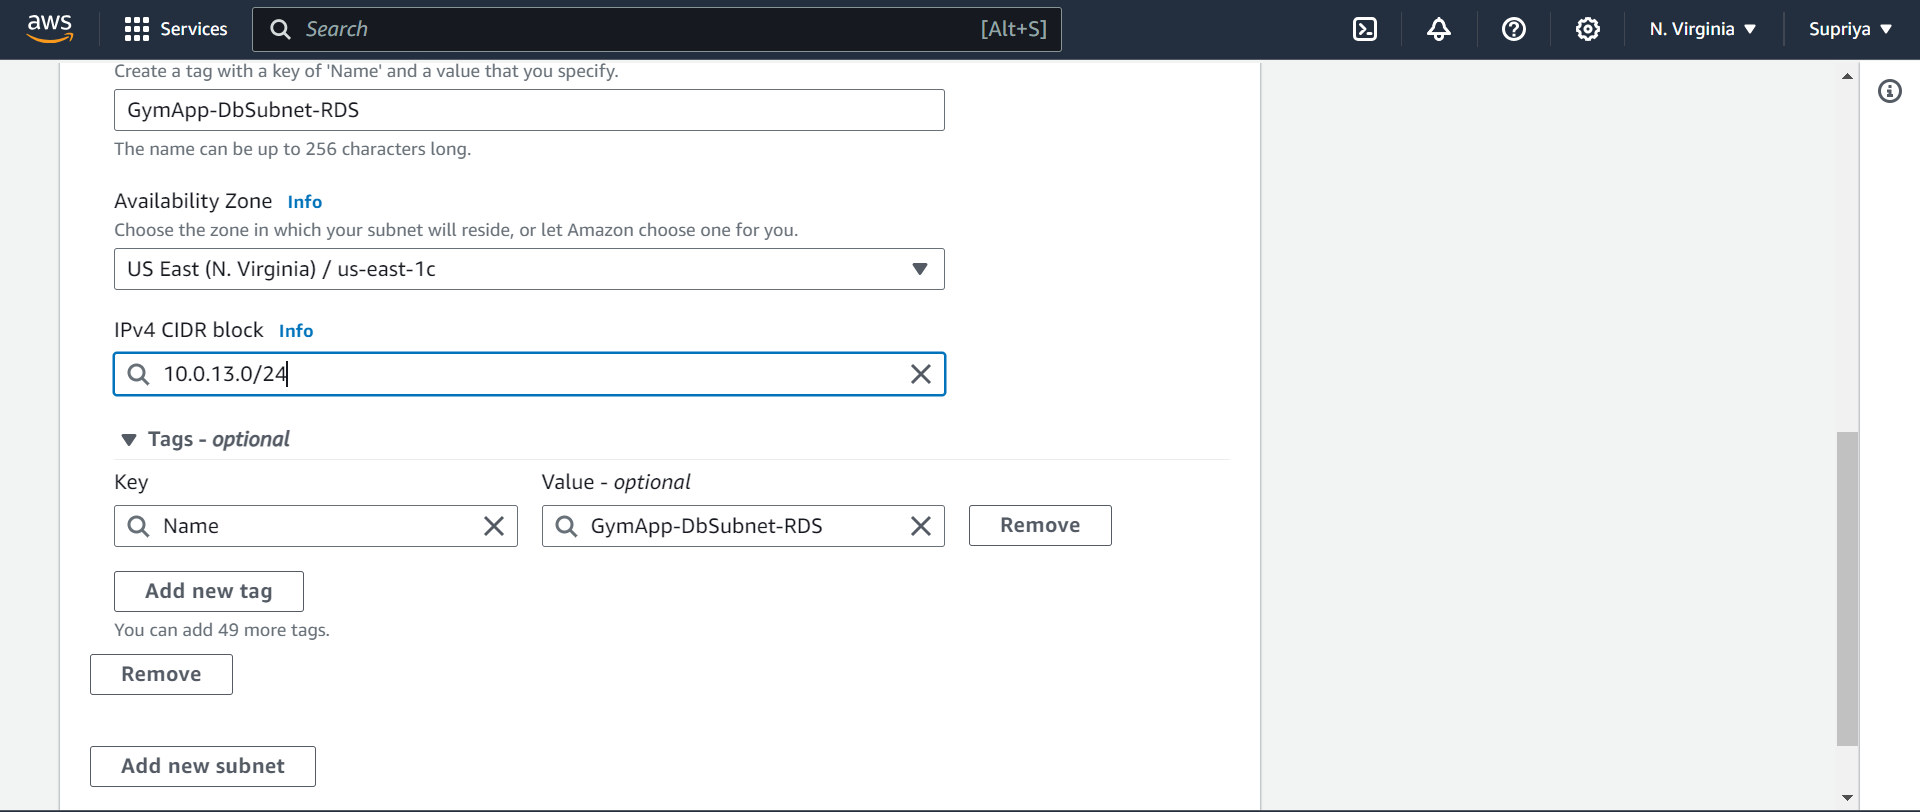 aws Services Search [Alt+S] N. Virginia Supriya
Create a tag with a key of 'Name' and a value that you specify.
GymApp-DbSubnet-RDS
The name can be up to 256 characters long.
Availability Zone Info
Choose the zone in which your subnet will reside, or let Amazon choose one for you.
US East (N. Virginia) / us-east-1c
IPv4 CIDR block Info
10.0.13.0/24
Tags - optional
Key Value - optional
Name GymApp-DbSubnet-RDS Remove
Add new tag
You can add 49 more tags.
Remove
Add new subnet